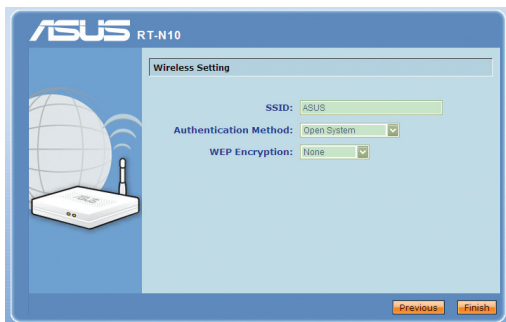 ASUS RT-N10
Wireless Setting
SSID: ASUS
Authentication Method: Open System
WEP Encryption: None
Previous Finish